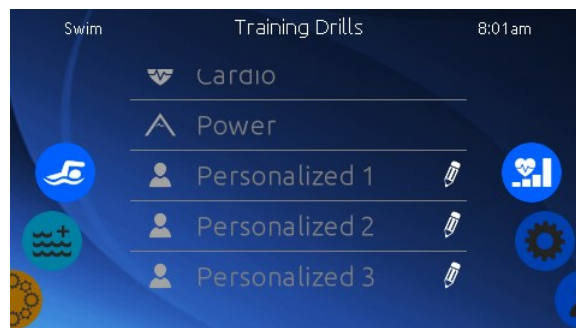 Swim Training Drills 8:01am
Cardio
Power
Personalized 1
Personalized 2
Personalized 3